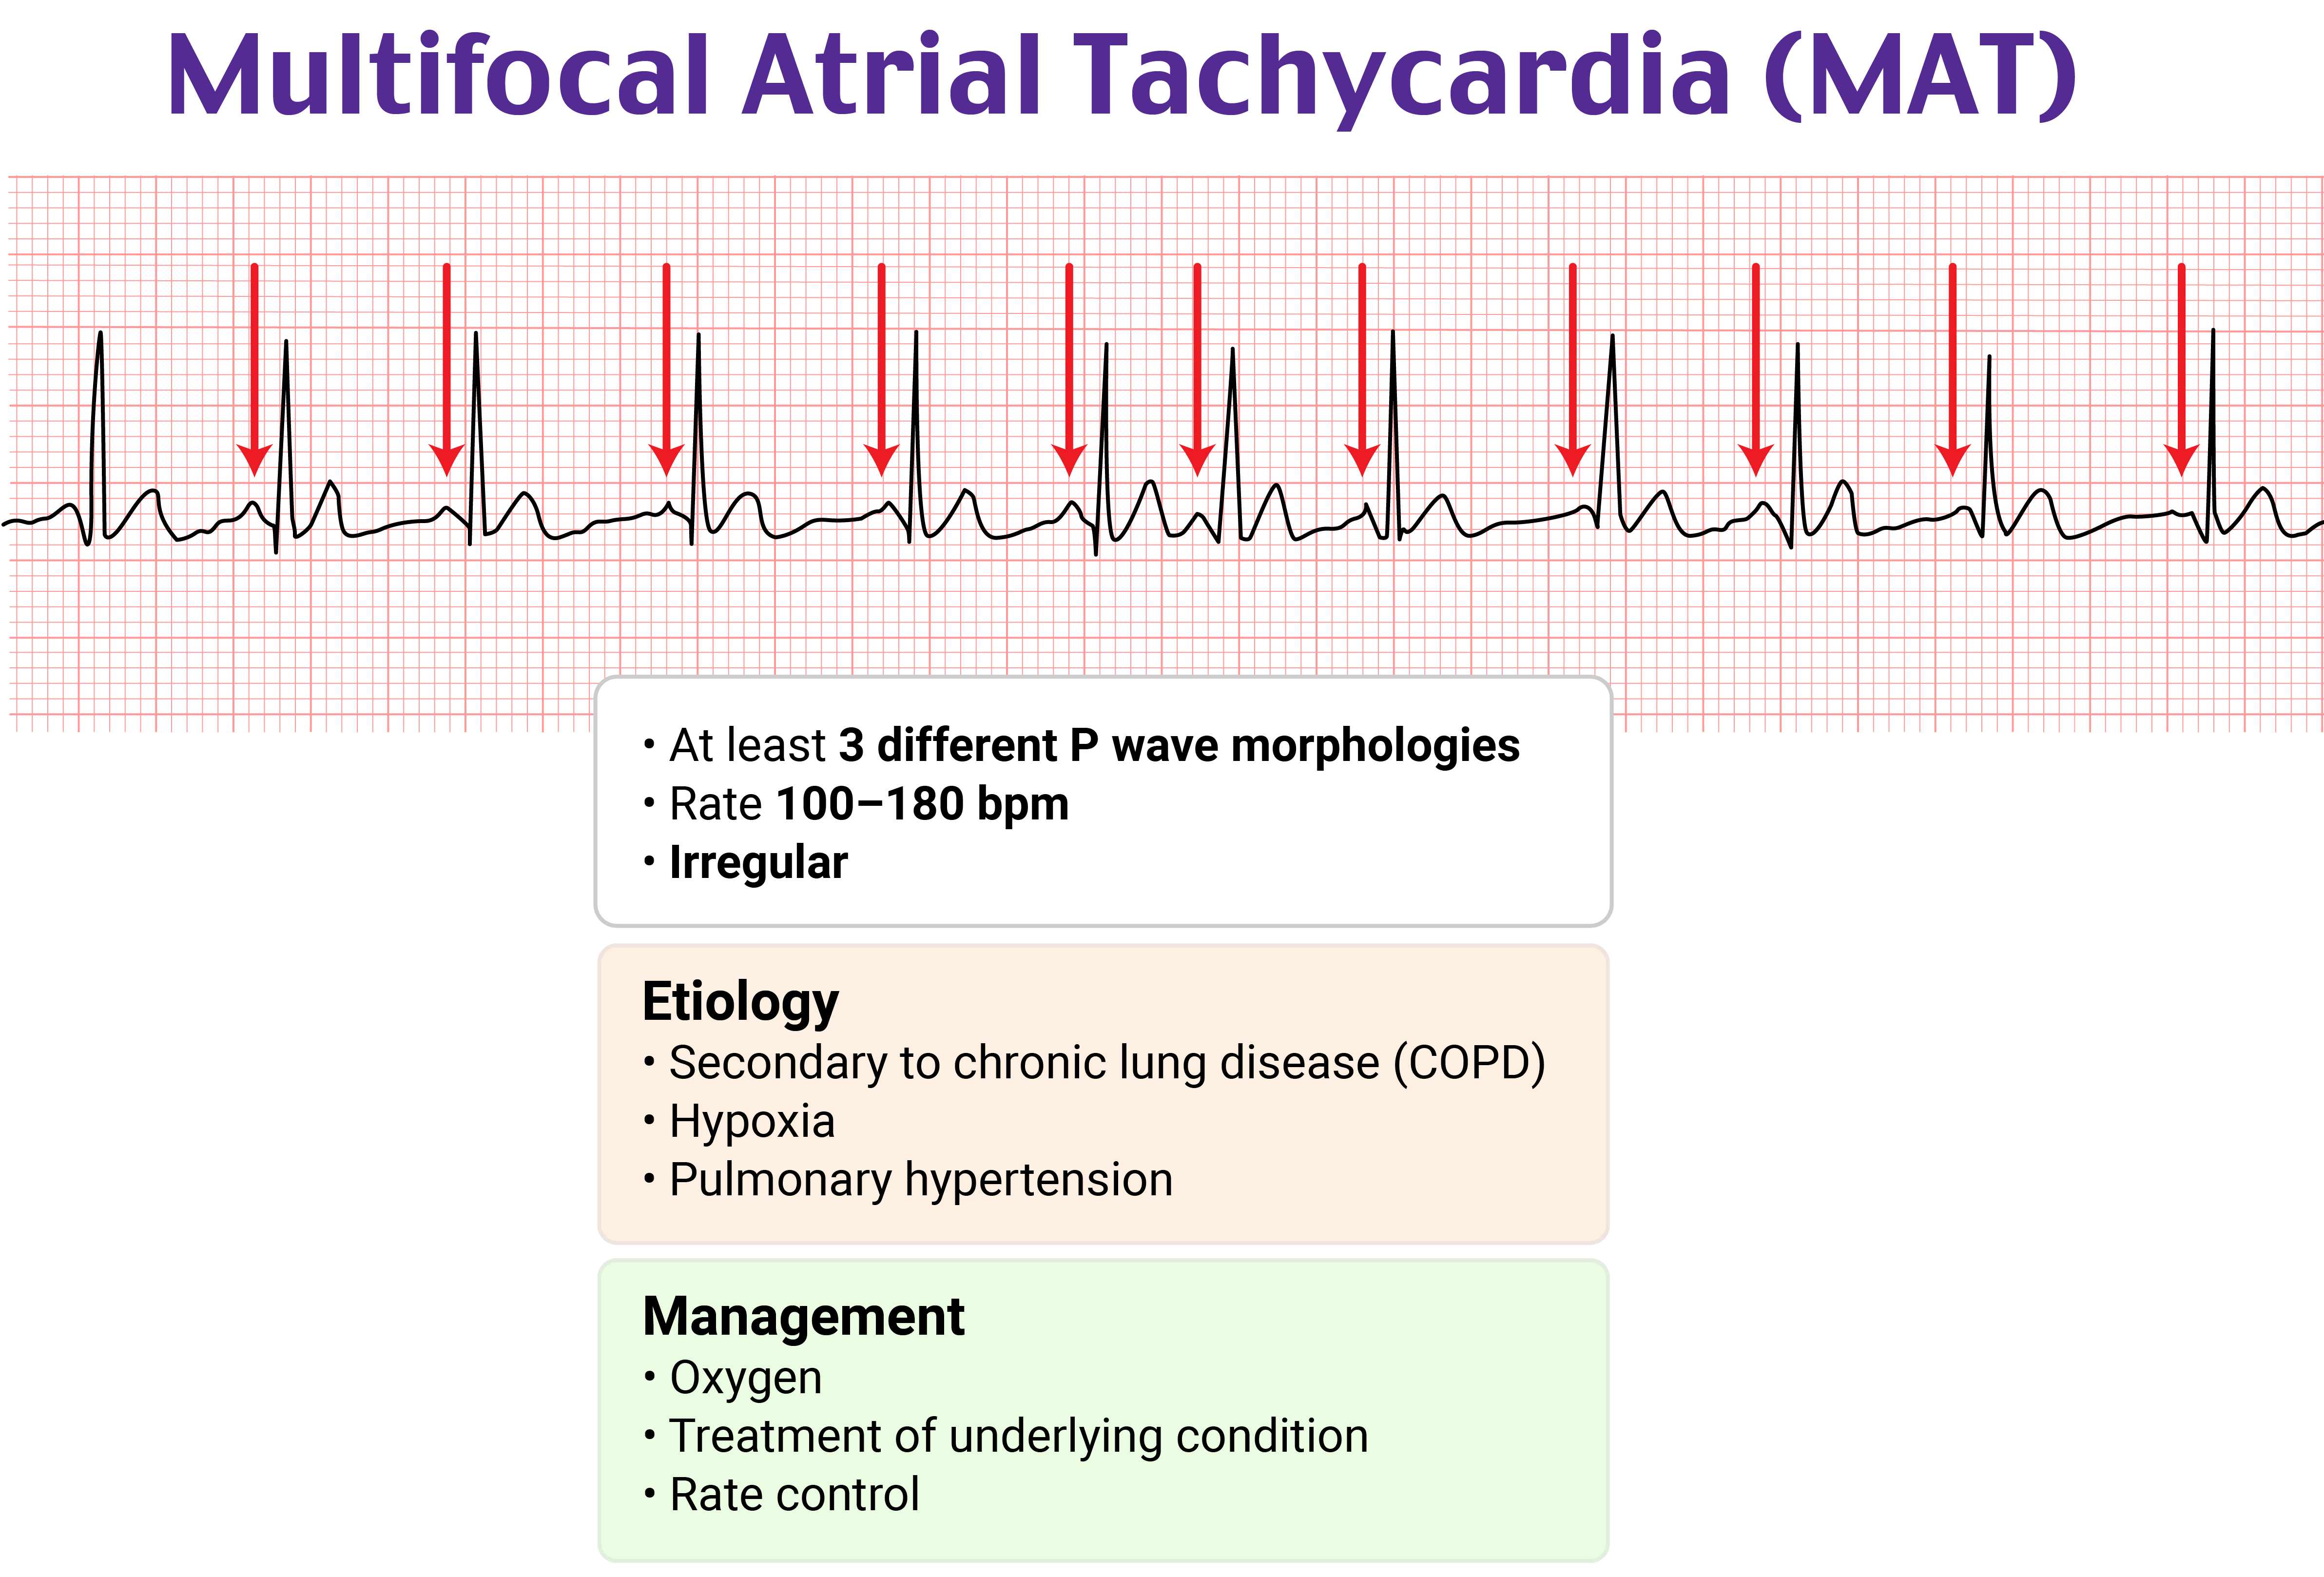 Multifocal Atrial Tachycardia (MAT)
• At least 3 different P wave morphologies
• Rate 100–180 bpm
• Irregular
Etiology
• Secondary to chronic lung disease (COPD)
• Hypoxia
• Pulmonary hypertension
Management
• Oxygen
• Treatment of underlying condition
• Rate control